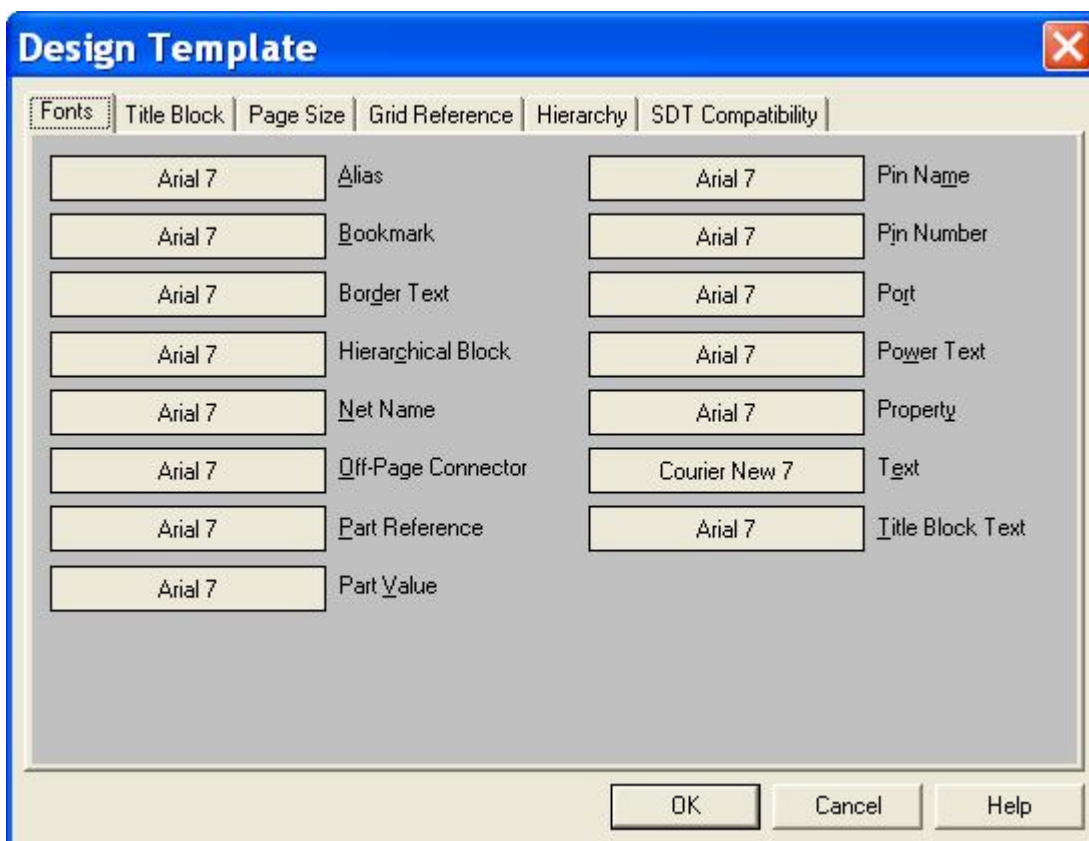 Design Template
Fonts Title Block Page Size Grid Reference Hierarchy SDT Compatibility
Arial 7 Alias Arial 7 Pin Name
Arial 7 Bookmark Arial 7 Pin Number
Arial 7 Border Text Arial 7 Port
Arial 7 Hierarchical Block Arial 7 Power Text
Arial 7 Net Name Arial 7 Property
Arial 7 Off-Page Connector Courier New 7 Text
Arial 7 Part Reference Arial 7 Title Block Text
Arial 7 Part Value
OK Cancel Help